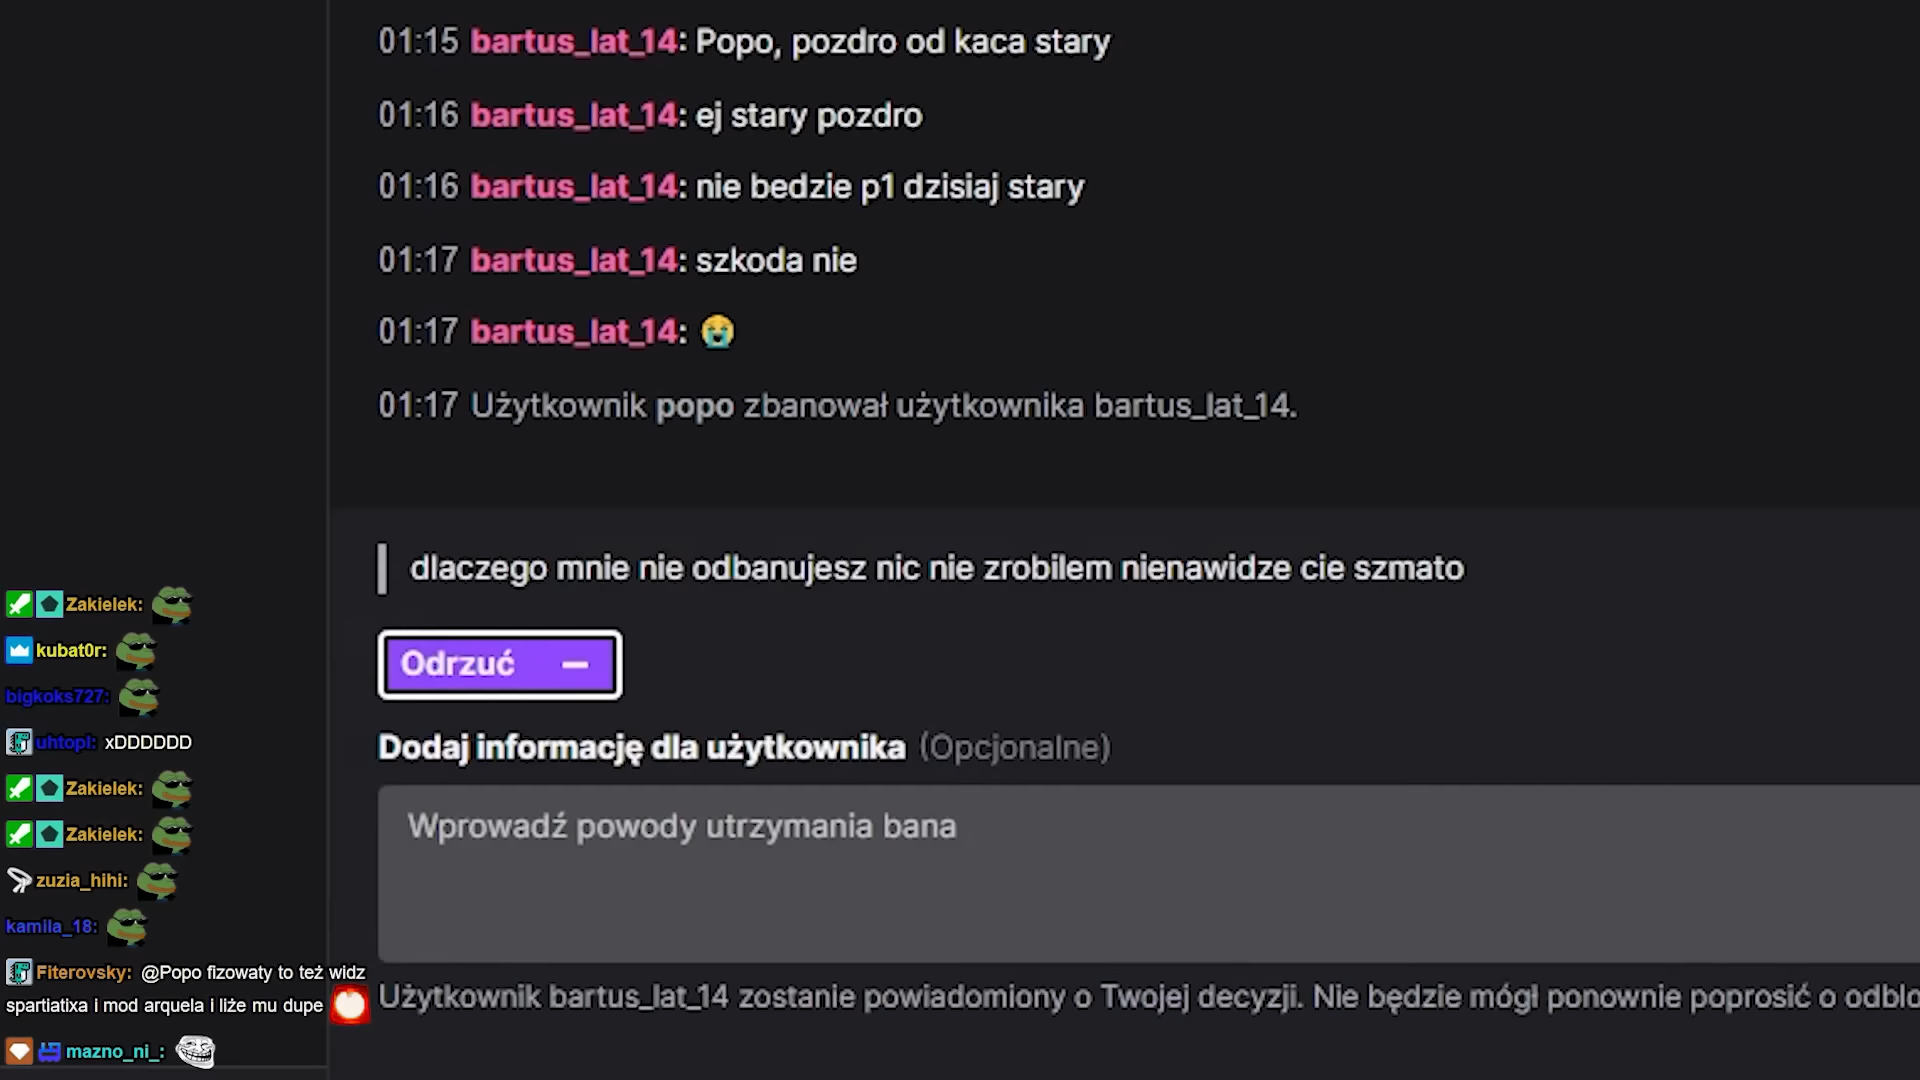 01:15 bartus_lat_14: Popo, pozdro od kaca stary
01:16 bartus_lat_14: ej stary pozdro
01:16 bartus_lat_14: nie bedzie p1 dzisiaj stary
01:17 bartus_lat_14: szkoda nie
01:17 bartus_lat_14: 😭
01:17 Użytkownik popo zbanował użytkownika bartus_lat_14.
dlaczego mnie nie odbanujesz nic nie zrobilem nienawidze cie szmato
Odrzuć —
Dodaj informację dla użytkownika (Opcjonalne)
Wprowadź powody utrzymania bana
Użytkownik bartus_lat_14 zostanie powiadomiony o Twojej decyzji. Nie będzie mógł ponownie poprosić o odblo
Zakielek:
kubat0r:
bigkoks727:
uhtopi: xDDDDDD
Zakielek:
Zakielek:
zuzia_hihi:
kamila_18:
Fiterovsky: @Popo fizowaty to też widz
spartiatixa i mod arquela i liże mu dupe
mazno_ni_: